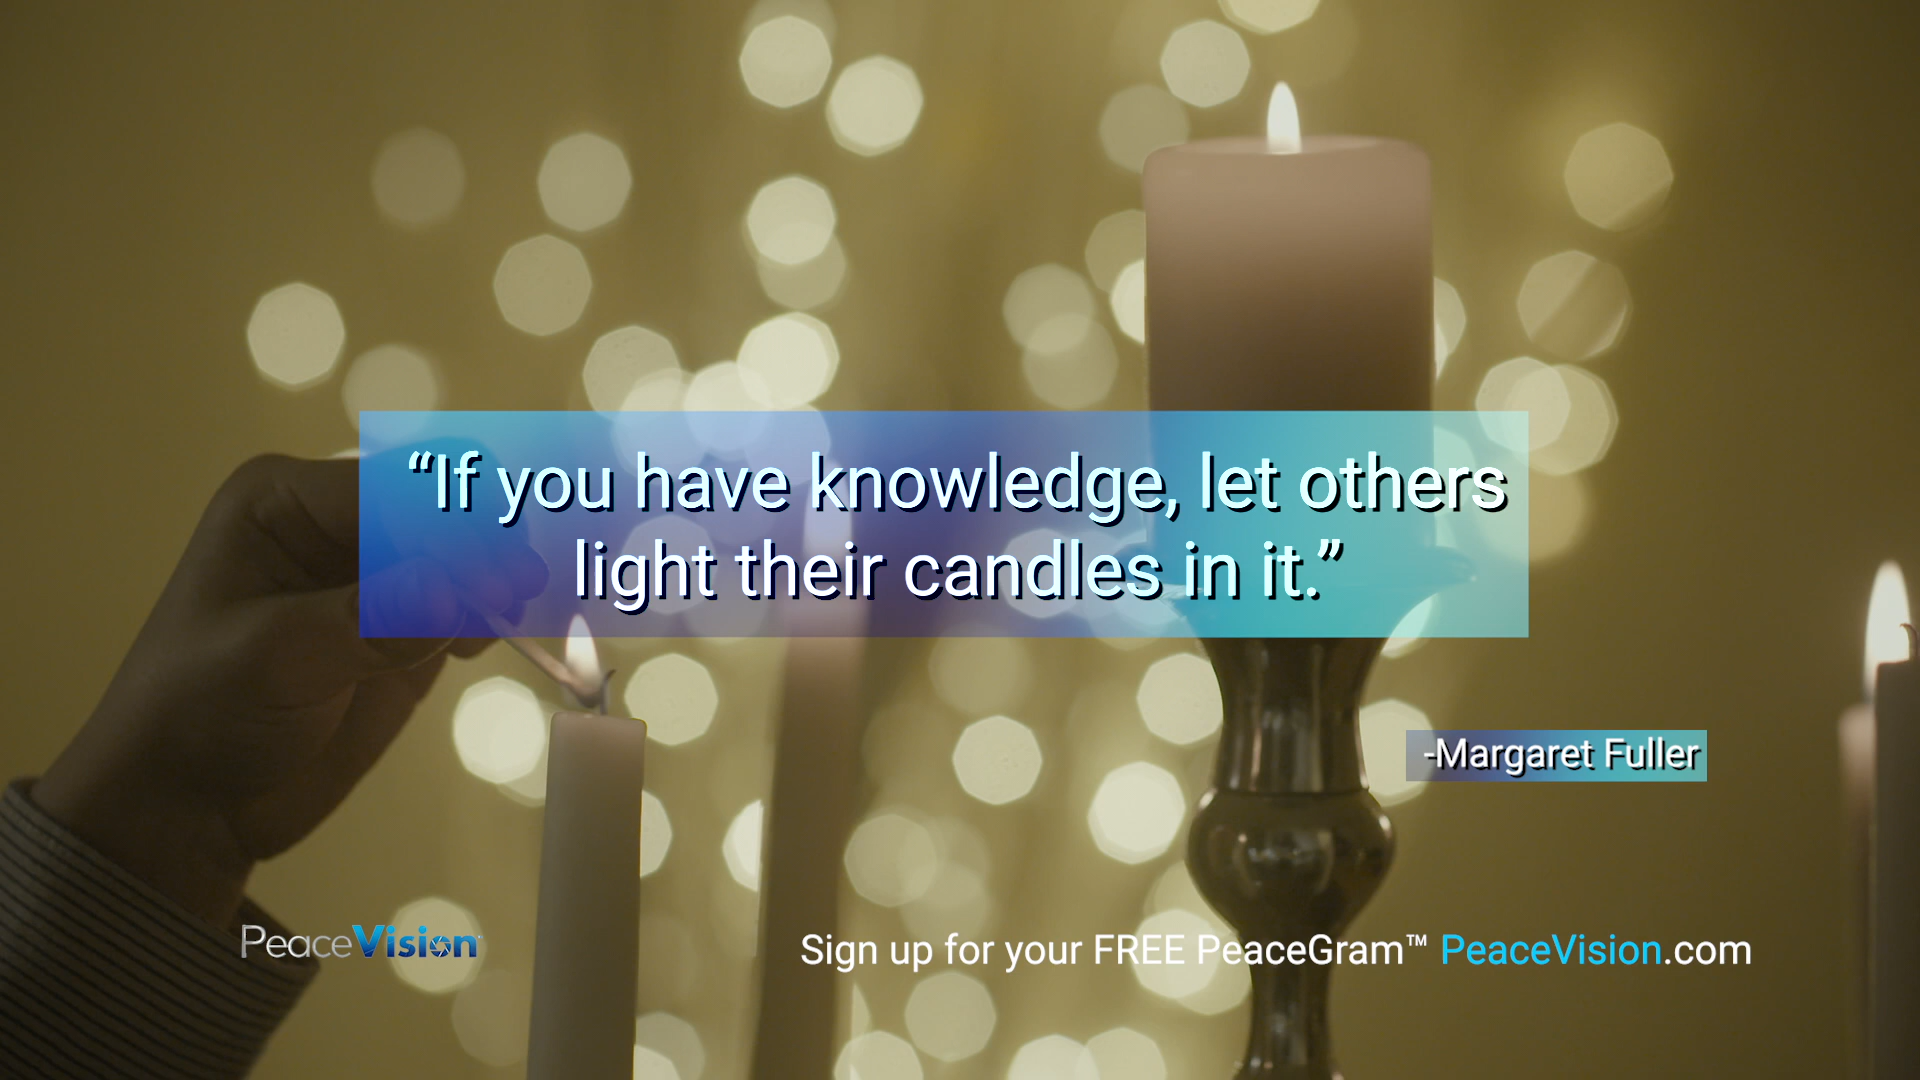 “If you have knowledge, let others
light their candles in it.”
-Margaret Fuller
PeaceVision
Sign up for your FREE PeaceGram™ PeaceVision.com